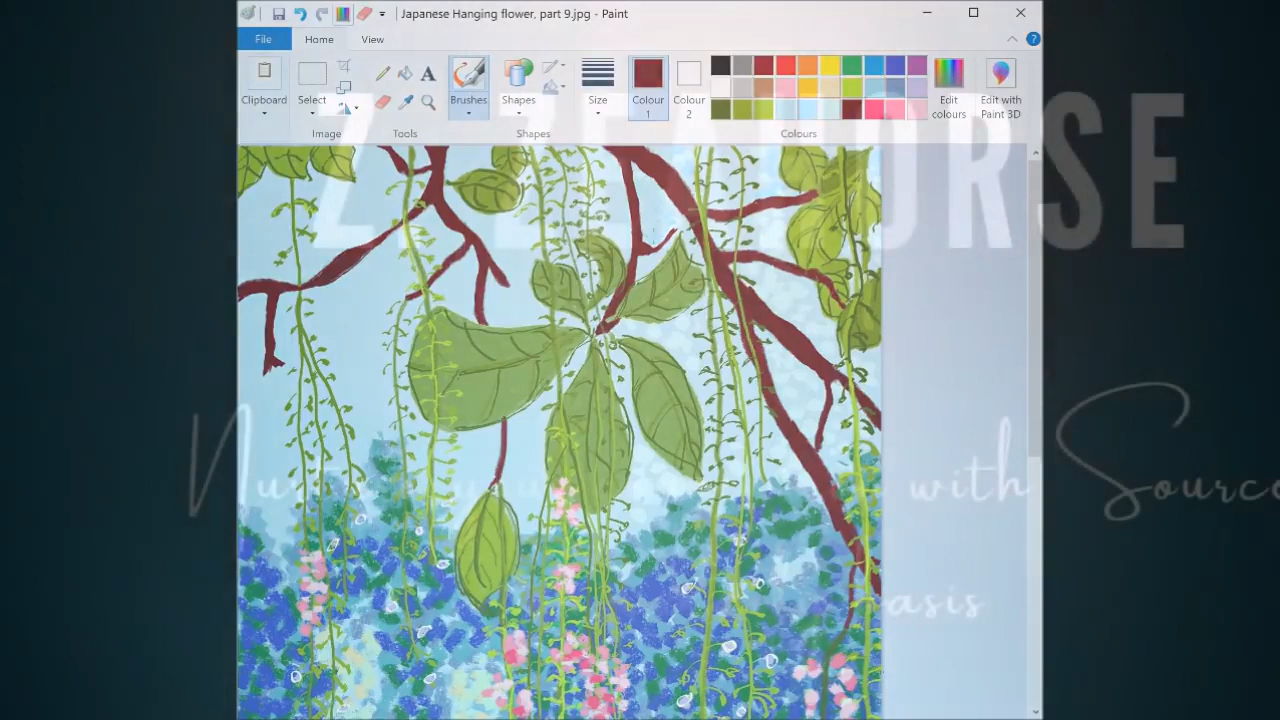 Japanese Hanging flower, part 9.jpg - Paint
File Home View
Clipboard Select Brushes Shapes Size Colour 1 Colour 2 Edit colours Edit with Paint 3D
Image Tools Shapes Colours
ORSE
with Source
asis